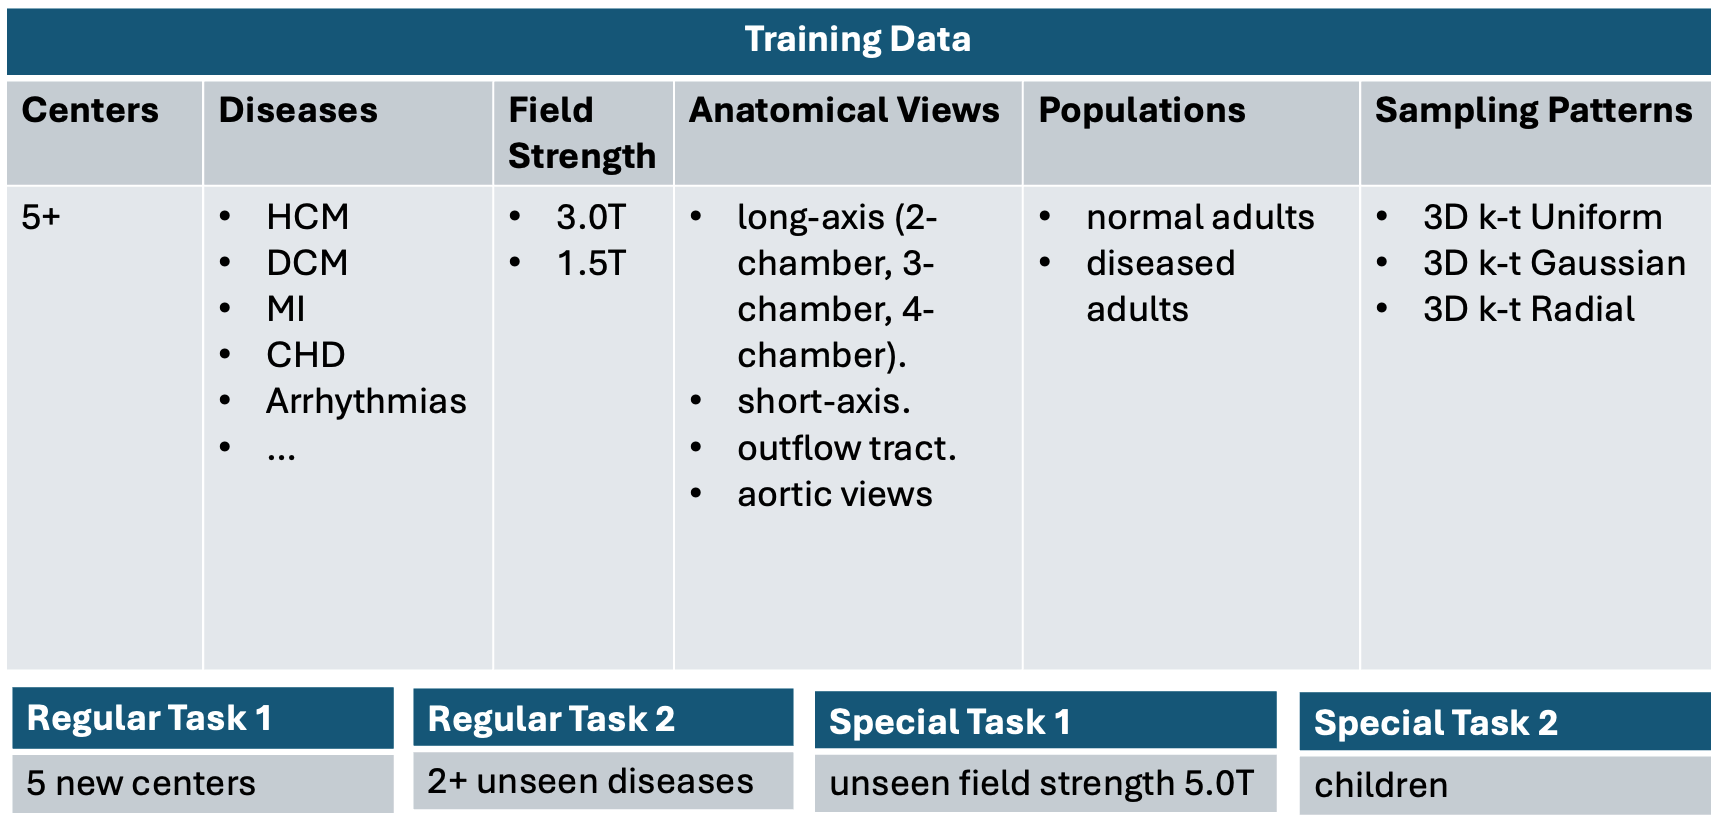 Training Data
Centers
Diseases
Field
Strength
Anatomical Views
Populations
Sampling Patterns
5+
• HCM
• DCM
• MI
• CHD
• Arrhythmias
• ...
• 3.0T
• 1.5T
• long-axis (2-
chamber, 3-
chamber, 4-
chamber).
• short-axis.
• outflow tract.
• aortic views
• normal adults
• diseased
adults
• 3D k-t Uniform
• 3D k-t Gaussian
• 3D k-t Radial
Regular Task 1
5 new centers
Regular Task 2
2+ unseen diseases
Special Task 1
unseen field strength 5.0T
Special Task 2
children